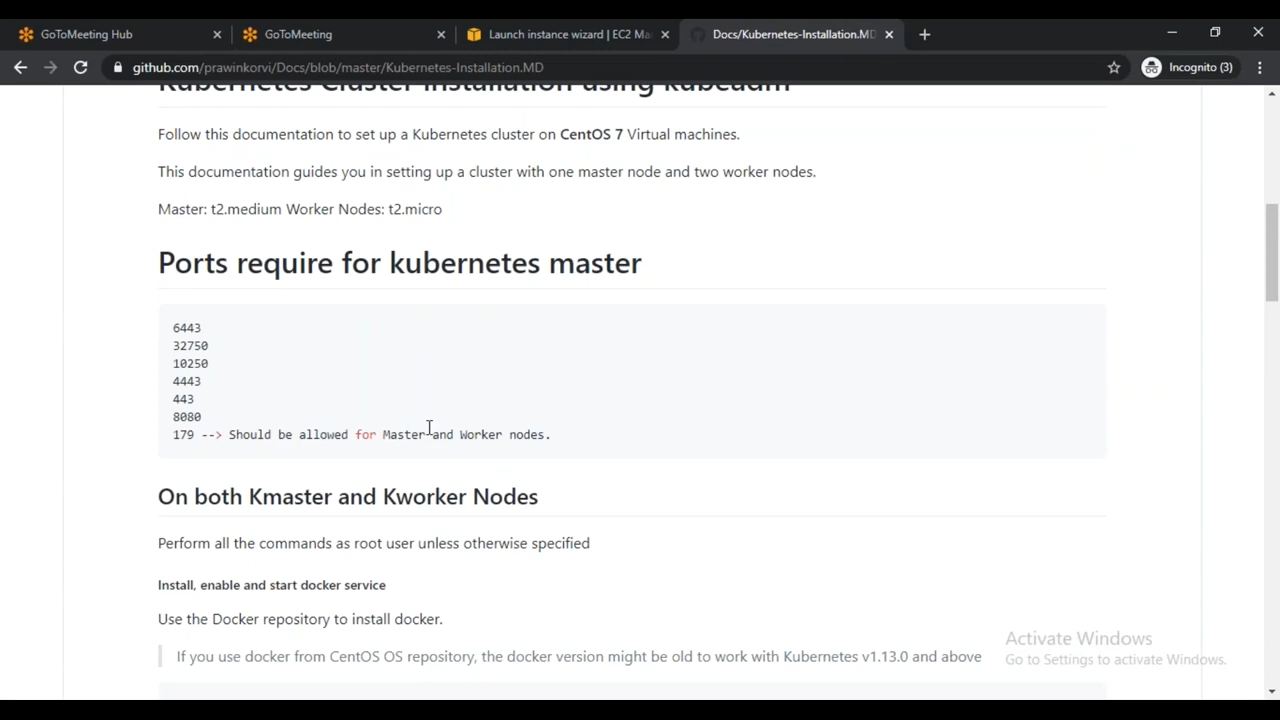 GoToMeeting Hub
GoToMeeting
Launch instance wizard | EC2 Ma
Docs/Kubernetes-Installation.MD
github.com/prawinkorvi/Docs/blob/master/Kubernetes-Installation.MD
Incognito (3)
Kubernetes Cluster Installation using kubeadm
Follow this documentation to set up a Kubernetes cluster on CentOS 7 Virtual machines.
This documentation guides you in setting up a cluster with one master node and two worker nodes.
Master: t2.medium Worker Nodes: t2.micro
Ports require for kubernetes master
6443
32750
10250
4443
443
8080
179 --> Should be allowed for Master and Worker nodes.
On both Kmaster and Kworker Nodes
Perform all the commands as root user unless otherwise specified
Install, enable and start docker service
Use the Docker repository to install docker.
If you use docker from CentOS OS repository, the docker version might be old to work with Kubernetes v1.13.0 and above
Activate Windows
Go to Settings to activate Windows.